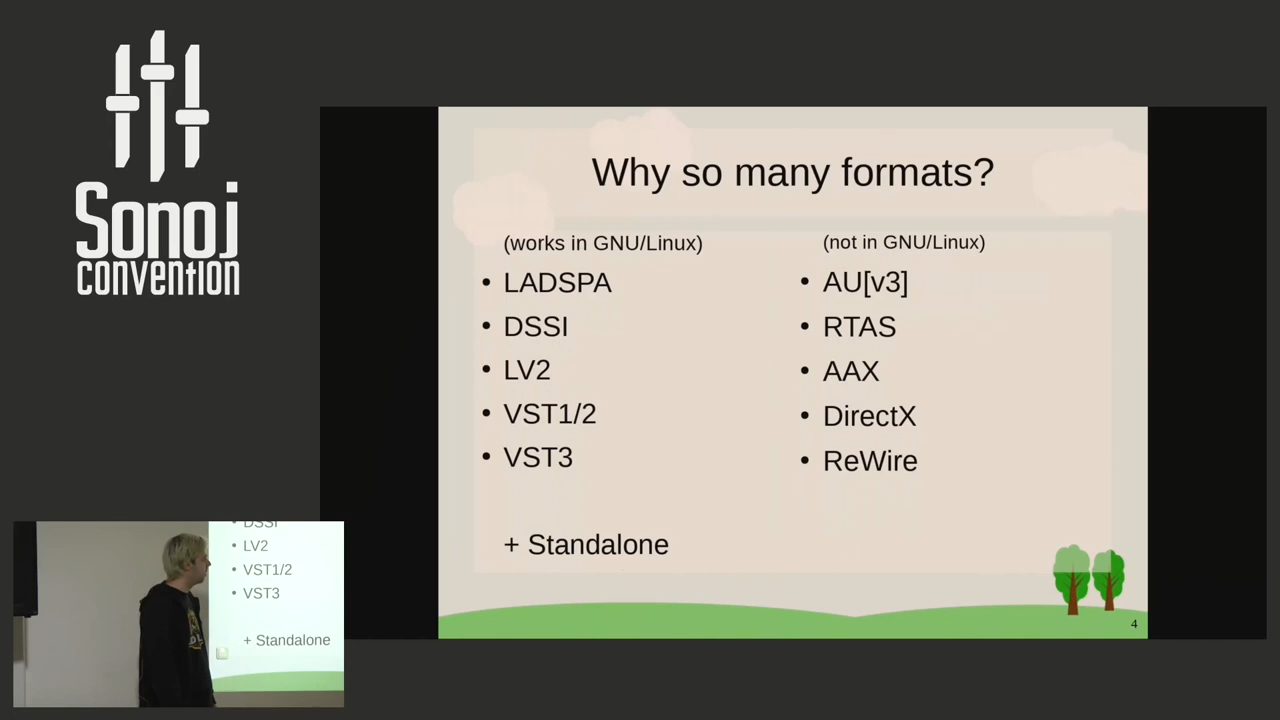 Sonoj
convention
Why so many formats?
(works in GNU/Linux)
• LADSPA
• DSSI
• LV2
• VST1/2
• VST3
+ Standalone
(not in GNU/Linux)
• AU[v3]
• RTAS
• AAX
• DirectX
• ReWire
4
• DSSI
• LV2
• VST1/2
• VST3
+ Standalone